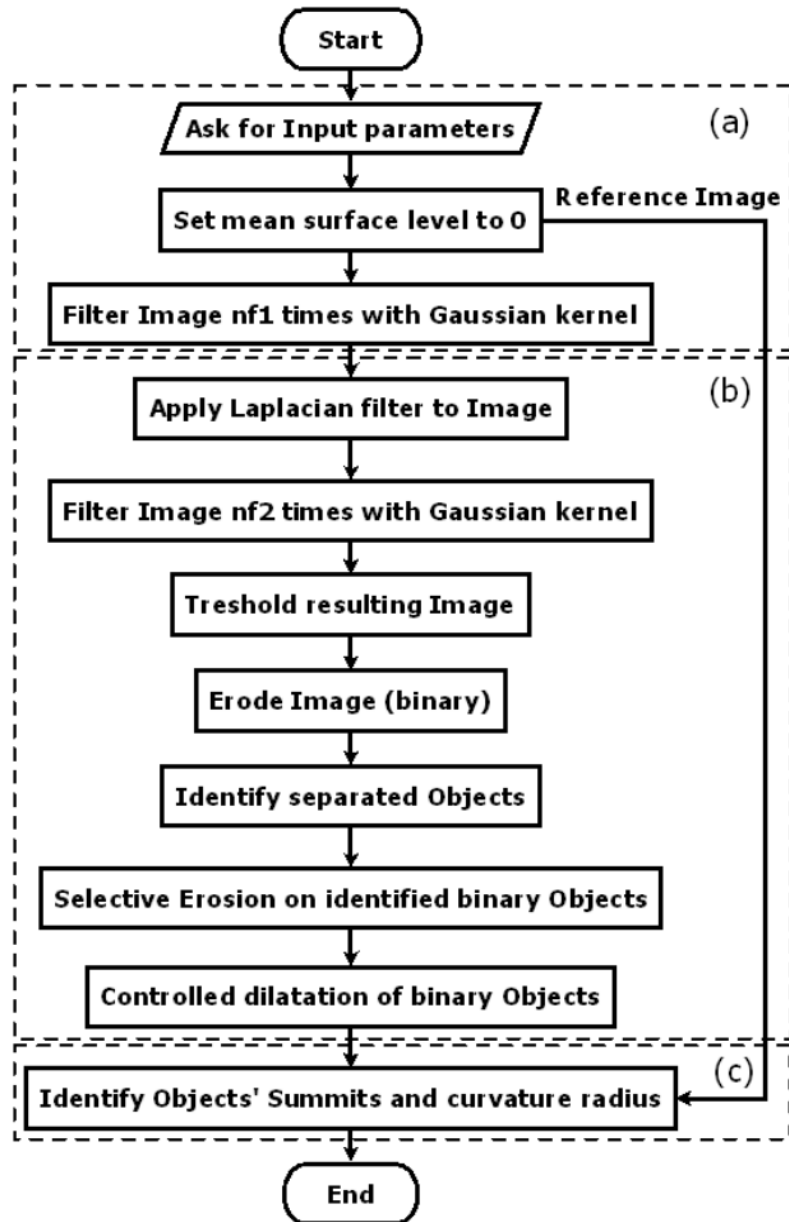 Start
(a)
Ask for Input parameters
Reference Image
Set mean surface level to 0
Filter Image nf1 times with Gaussian kernel
(b)
Apply Laplacian filter to Image
Filter Image nf2 times with Gaussian kernel
Treshold resulting Image
Erode Image (binary)
Identify separated Objects
Selective Erosion on identified binary Objects
Controlled dilatation of binary Objects
(c)
Identify Objects' Summits and curvature radius
End